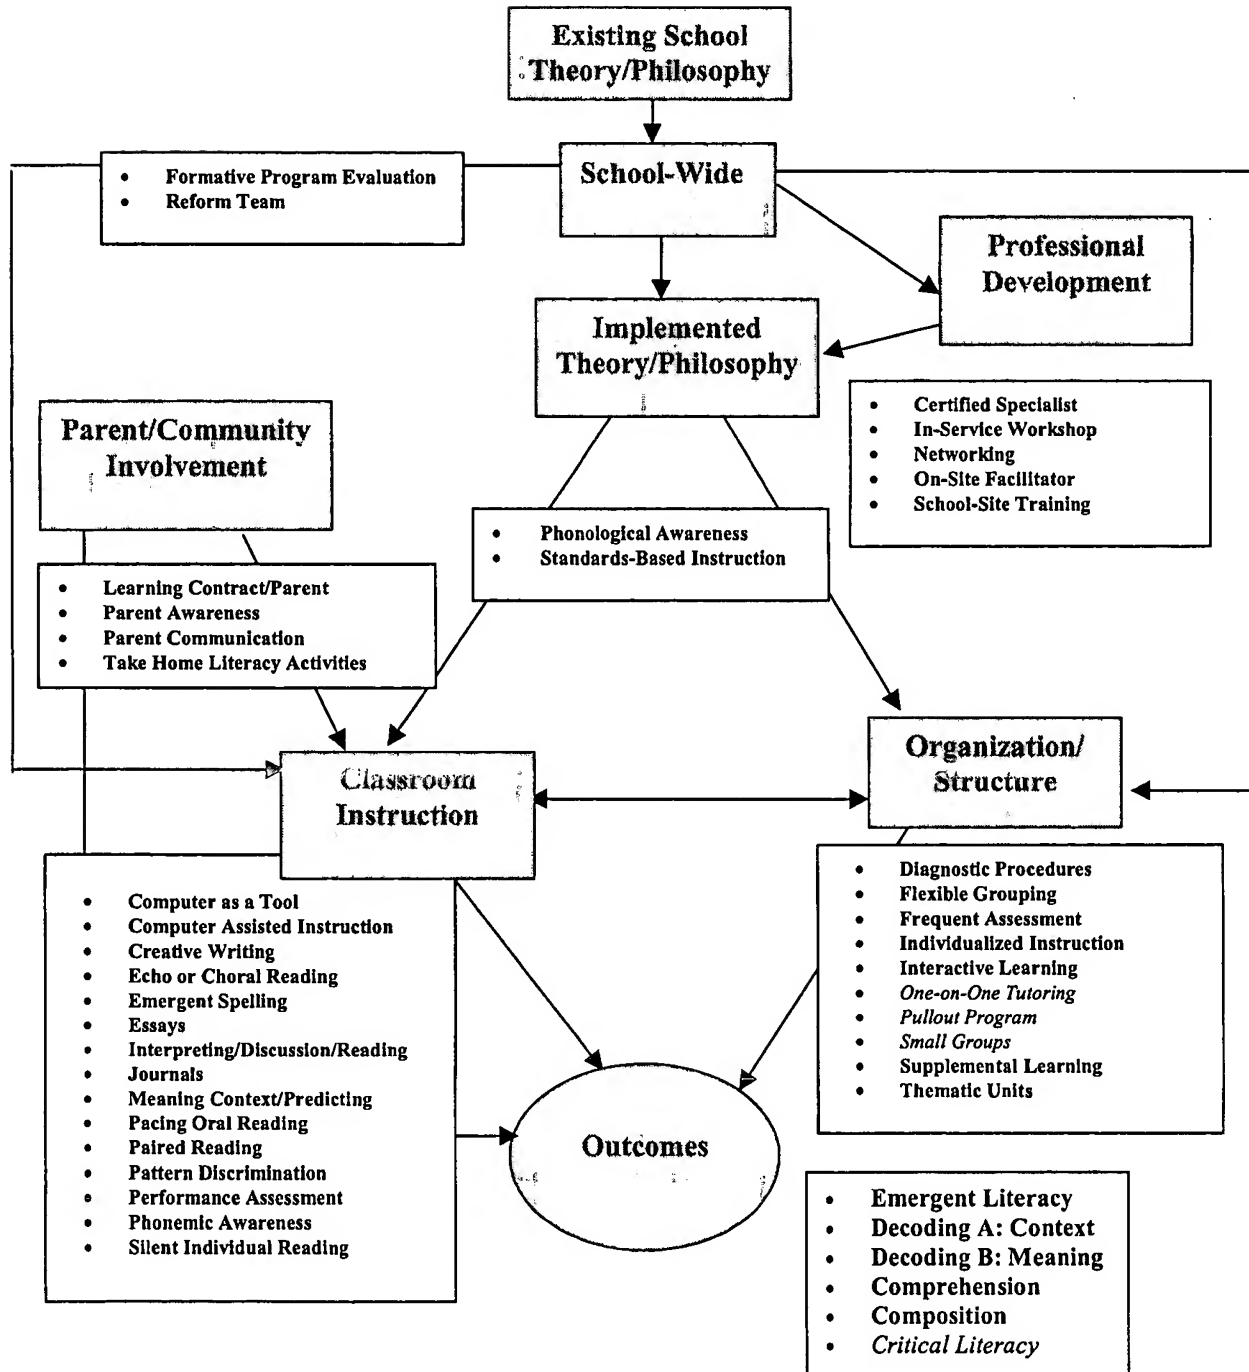 Existing School
Theory/Philosophy
School-Wide
• Formative Program Evaluation
• Reform Team
Professional
Development
Implemented
Theory/Philosophy
• Certified Specialist
• In-Service Workshop
• Networking
• On-Site Facilitator
• School-Site Training
Parent/Community
Involvement
• Phonological Awareness
• Standards-Based Instruction
• Learning Contract/Parent
• Parent Awareness
• Parent Communication
• Take Home Literacy Activities
Classroom
Instruction
Organization/
Structure
• Computer as a Tool
• Computer Assisted Instruction
• Creative Writing
• Echo or Choral Reading
• Emergent Spelling
• Essays
• Interpreting/Discussion/Reading
• Journals
• Meaning Context/Predicting
• Pacing Oral Reading
• Paired Reading
• Pattern Discrimination
• Performance Assessment
• Phonemic Awareness
• Silent Individual Reading
• Diagnostic Procedures
• Flexible Grouping
• Frequent Assessment
• Individualized Instruction
• Interactive Learning
• One-on-One Tutoring
• Pullout Program
• Small Groups
• Supplemental Learning
• Thematic Units
Outcomes
• Emergent Literacy
• Decoding A: Context
• Decoding B: Meaning
• Comprehension
• Composition
• Critical Literacy